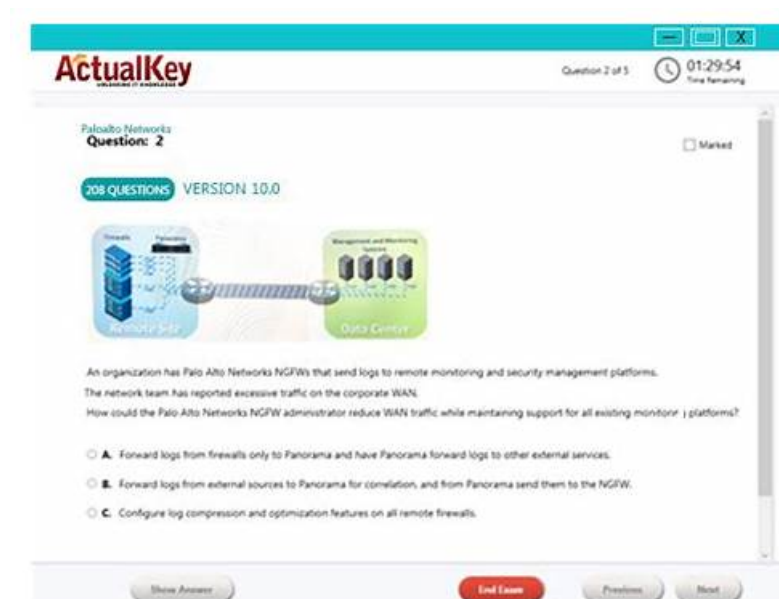 X
ActualKey
Question 2 of 5
01:29:54
Time Remaining
Paloalto Networks
Question: 2
Marked
208 QUESTIONS VERSION 10.0
Firewalls Panorama
Management and Monitoring
Systems
Remote Site
Data Center
An organization has Palo Alto Networks NGFWs that send logs to remote monitoring and security management platforms.
The network team has reported excessive traffic on the corporate WAN.
How could the Palo Alto Networks NGFW administrator reduce WAN traffic while maintaining support for all existing monitorir j platforms?
A. Forward logs from firewalls only to Panorama and have Panorama forward logs to other external services.
B. Forward logs from external sources to Panorama for correlation, and from Panorama send them to the NGFW.
C. Configure log compression and optimization features on all remote firewalls.
Show Answer
End Exam
Previous
Next